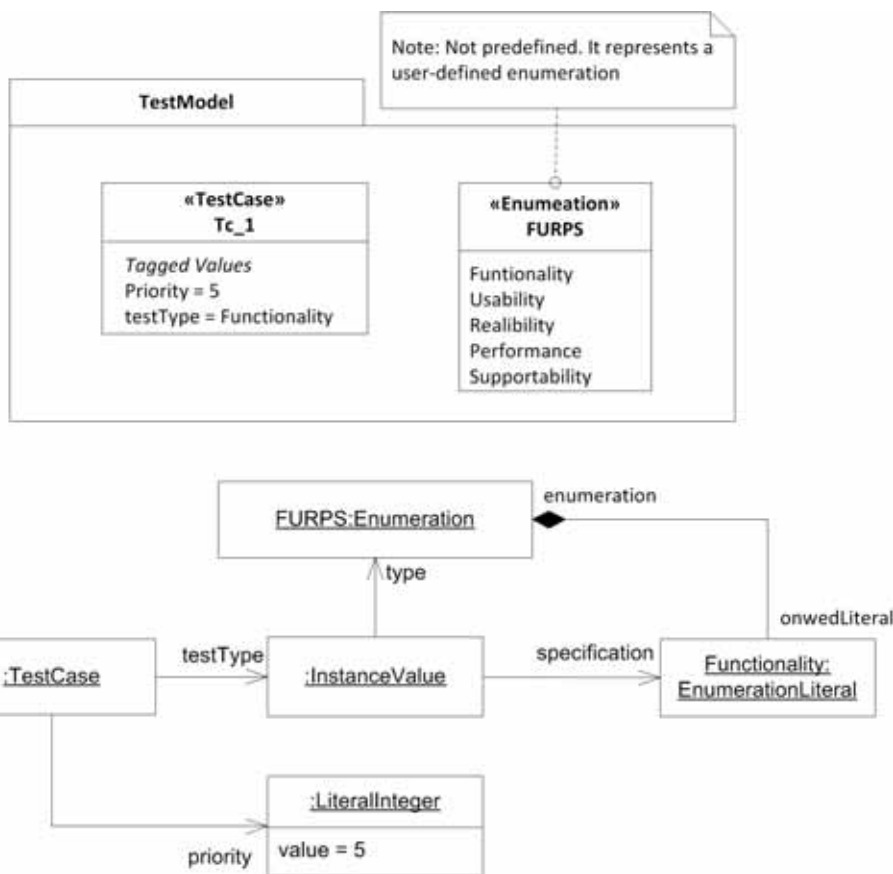 Note: Not predefined. It represents a
user-defined enumeration
TestModel
«TestCase»
Tc_1
Tagged Values
Priority = 5
testType = Functionality
«Enumeation»
FURPS
Funtionality
Usability
Realibility
Performance
Supportability
FURPS:Enumeration
enumeration
type
onwedLiteral
:TestCase
testType
:InstanceValue
specification
Functionality:
EnumerationLiteral
:LiteralInteger
priority
value = 5